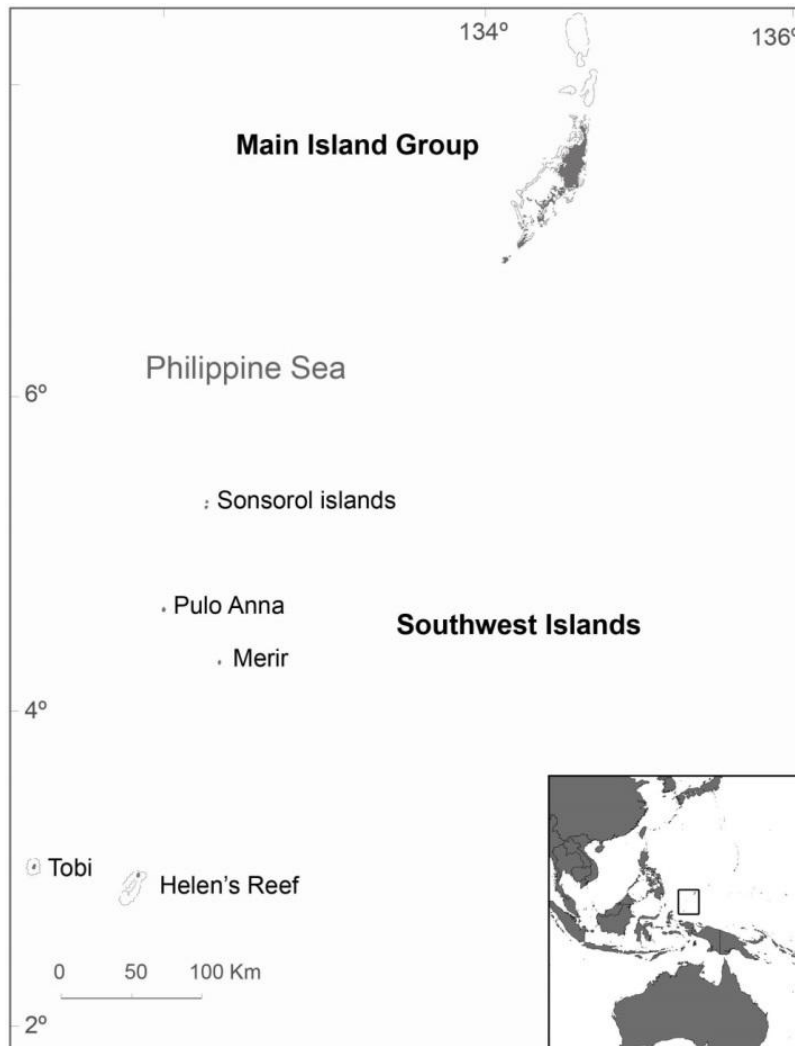 134º
136º
Main Island Group
Philippine Sea
6º
Sonsorol islands
Pulo Anna
Southwest Islands
Merir
4º
Tobi
Helen's Reef
0 50 100 Km
2º